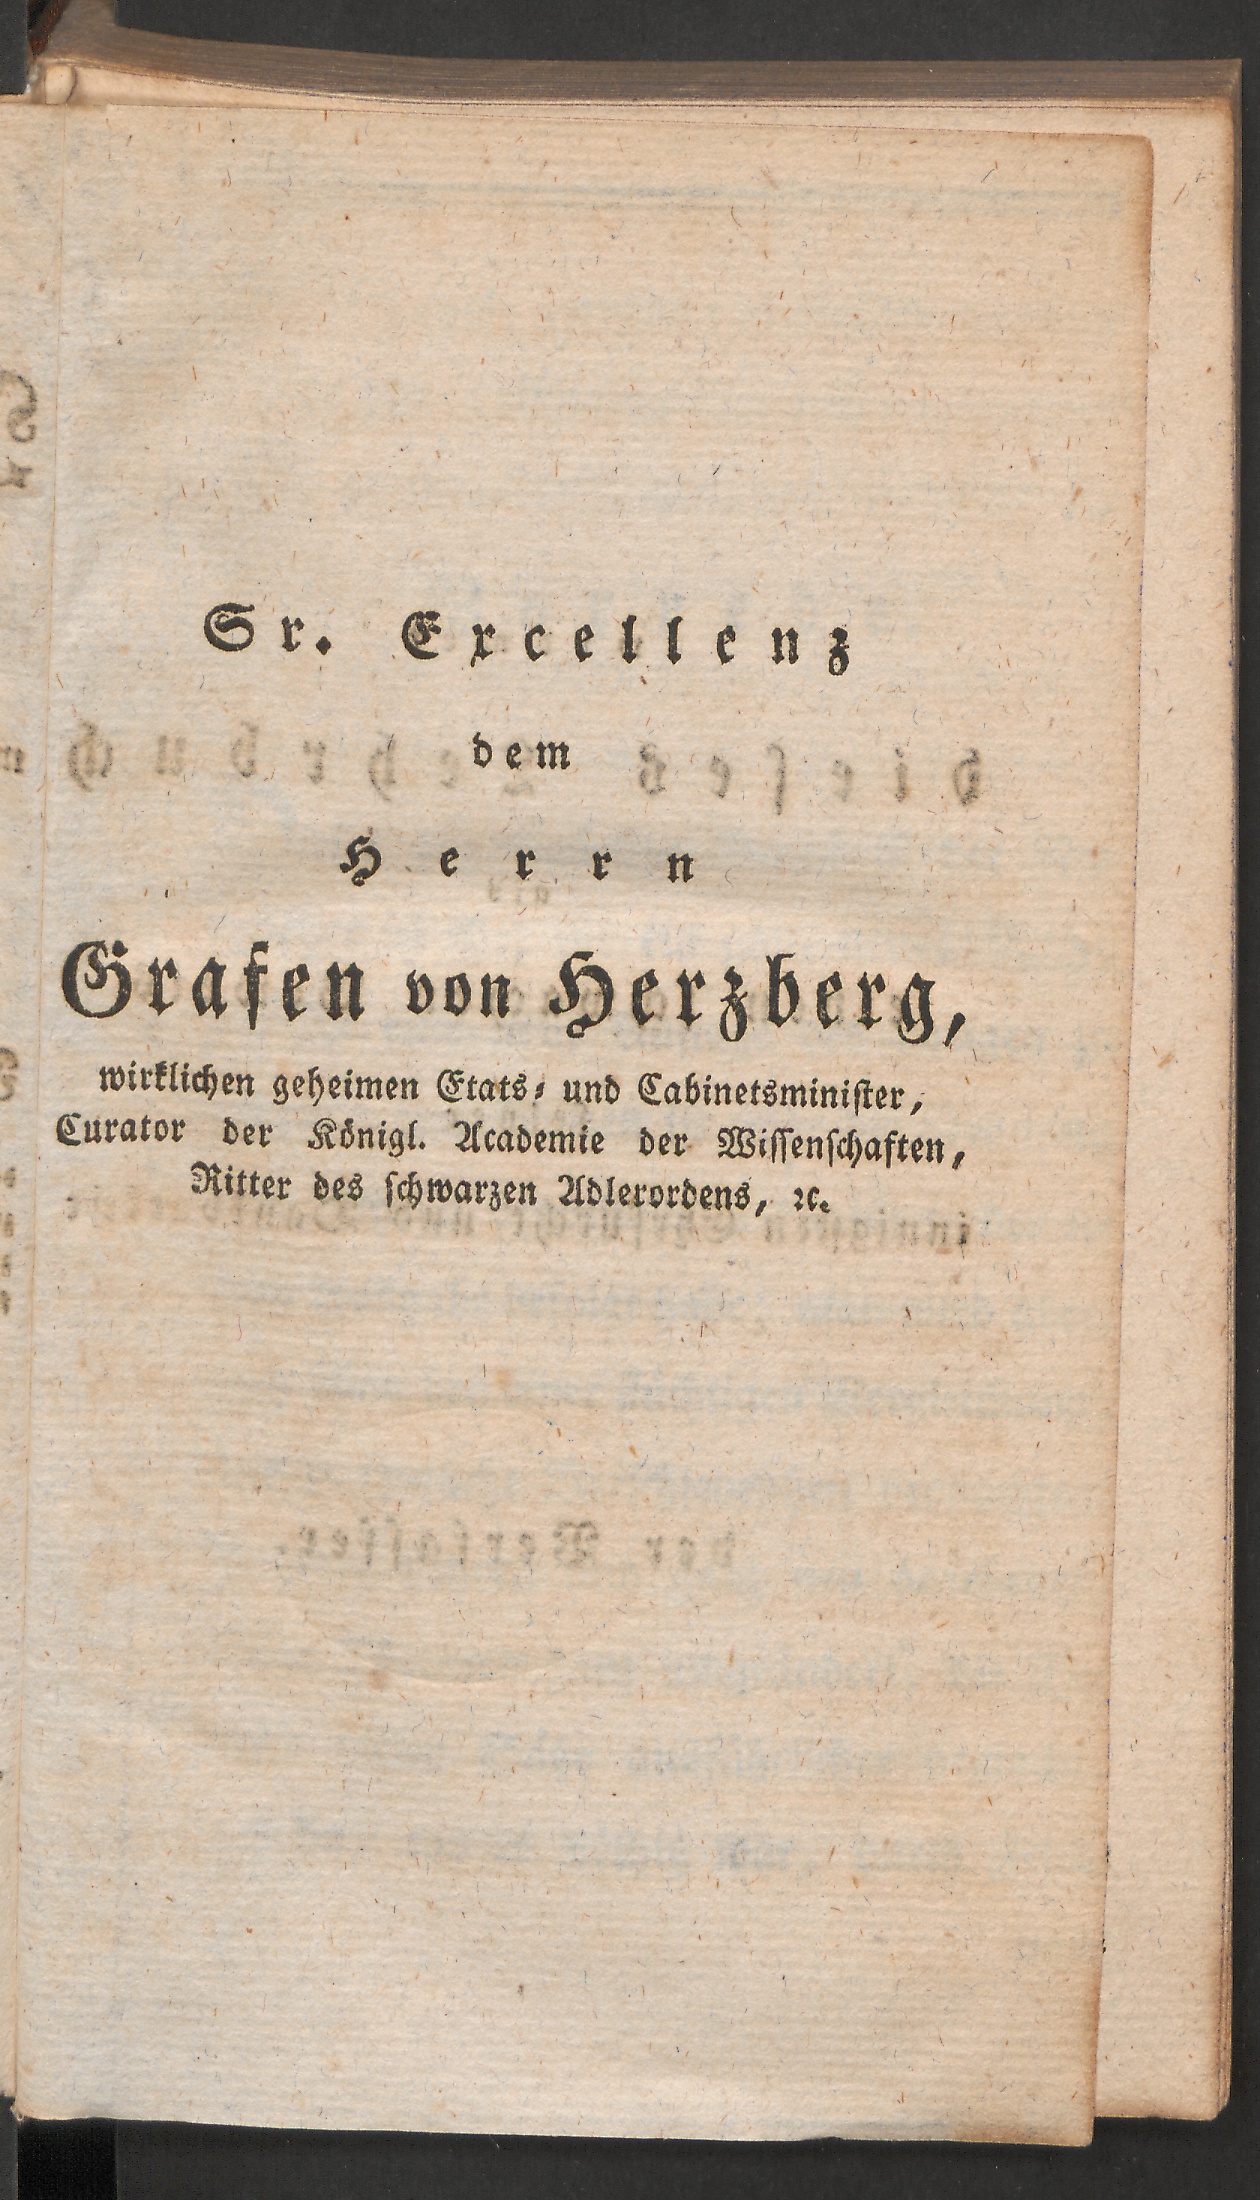 Sr. Excellenz
dem
Herrn
Grafen von Herzberg,
wirklichen geheimen Etats- und Cabinetsminiſter,
Curator der Königl. Academie der Wiſſenſchaften,
Ritter des ſchwarzen Adlerordens, ꝛc.